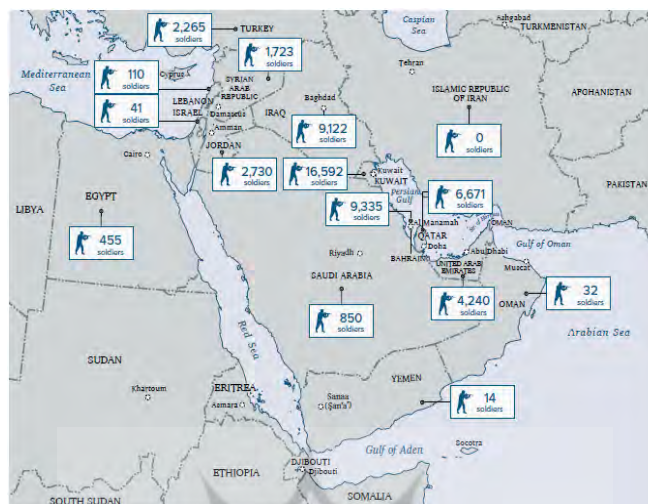 Caspian
Sea
Ashgabad
TURKMENISTAN
2,265
soldiers
TURKEY
1,723
soldiers
Tehran
Mediterranean
Sea
Cyprus
110
soldiers
SYRIAN
ARAB
REPUBLIC
ISLAMIC REPUBLIC
OF IRAN
AFGHANISTAN
41
soldiers
LEBANON
ISRAEL
Damascus
Amman
IRAQ
Baghdad
9,122
soldiers
0
soldiers
Cairo
JORDAN
2,730
soldiers
16,592
soldiers
Kuwait
KUWAIT
PAKISTAN
LIBYA
EGYPT
455
soldiers
9,335
soldiers
Persian
Gulf
6,671
soldiers
Manamah
OMAN
QATAR
Doha
Abu Dhabi
Gulf of Oman
BAHRAIN
UNITED ARAB
EMIRATES
Muscat
Riyadh
SAUDI ARABIA
850
soldiers
4,240
soldiers
OMAN
32
soldiers
Arabian Sea
Red Sea
SUDAN
Khartoum
ERITREA
Asmara
Sanaa
(Şan'a')
YEMEN
14
soldiers
Gulf of Aden
Socotra
DJIBOUTI
Djibouti
ETHIOPIA
SOMALIA
SOUTH SUDAN